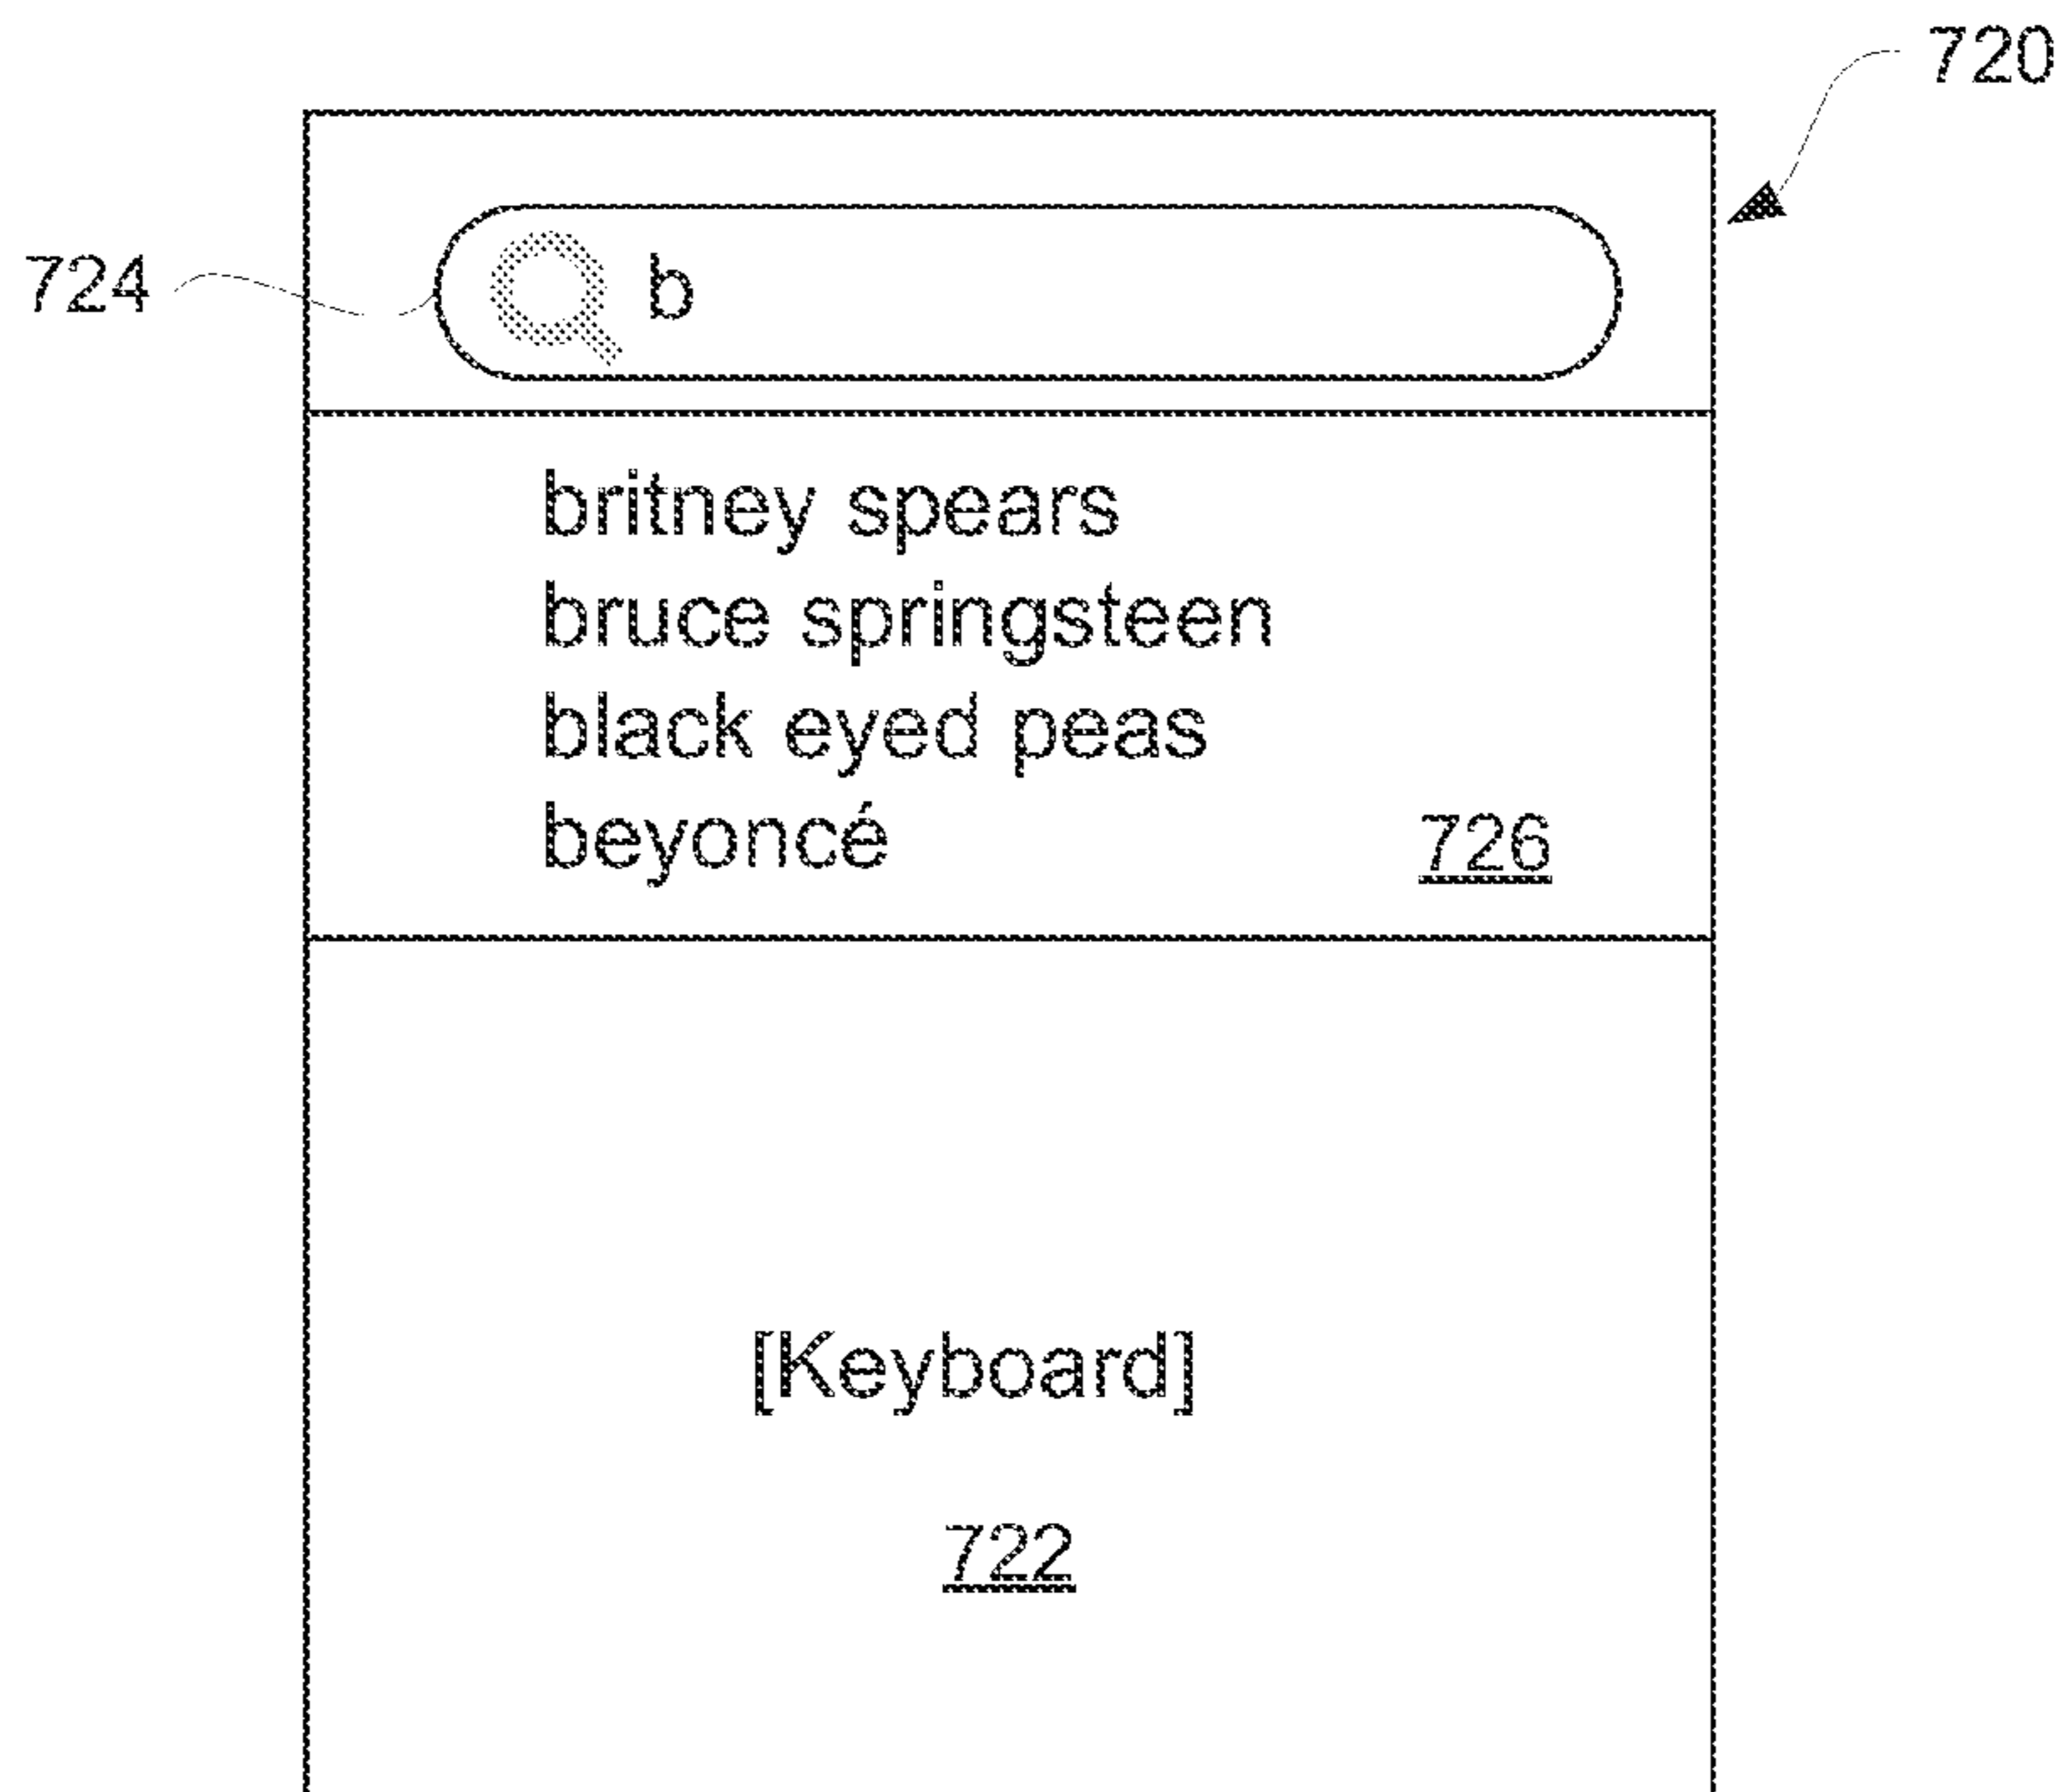 720
724
b
britney spears
bruce springsteen
black eyed peas
beyoncé
726
[Keyboard]
722